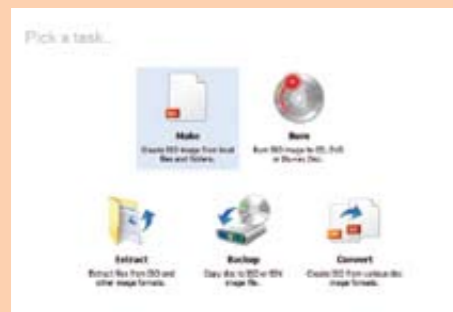 Pick a task...
Make
Create ISO image from local
files and folders.
Burn
Burn ISO image to CD, DVD
or Blu-ray Disc.
Extract
Extract files from ISO and
other image formats.
Backup
Copy disc to ISO or BIN
image file.
Convert
Create ISO from various disc
image formats.